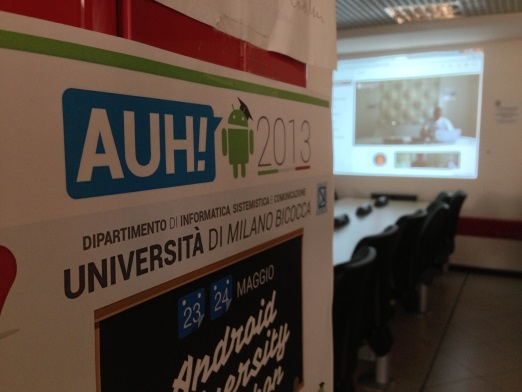 AUH! 2013
DIPARTIMENTO DI INFORMATICA, SISTEMISTICA E COMUNICAZIONE
UNIVERSITÀ DI MILANO BICOCCA
23 24 MAGGIO
Android